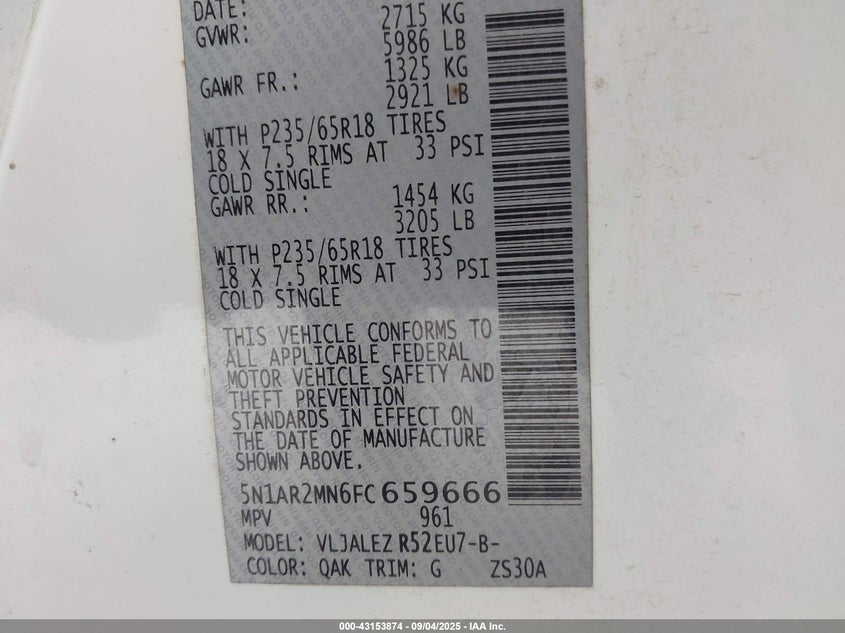 DATE:
2715 KG
GVWR:
5986 LB
1325 KG
GAWR FR.:
2921 LB
WITH P235/65R18 TIRES
18 X 7.5 RIMS AT 33 PSI
COLD SINGLE
GAWR RR.: 1454 KG
3205 LB
WITH P235/65R18 TIRES
18 X 7.5 RIMS AT 33 PSI
COLD SINGLE
THIS VEHICLE CONFORMS TO
ALL APPLICABLE FEDERAL
MOTOR VEHICLE SAFETY AND
THEFT PREVENTION
STANDARDS IN EFFECT ON
THE DATE OF MANUFACTURE
SHOWN ABOVE.
5N1AR2MN6FC659666
MPV 961
MODEL: VLJALEZ R52EU7-B-
COLOR: QAK TRIM: G ZS30A
000-43153874 - 09/04/2025 - IAA Inc.